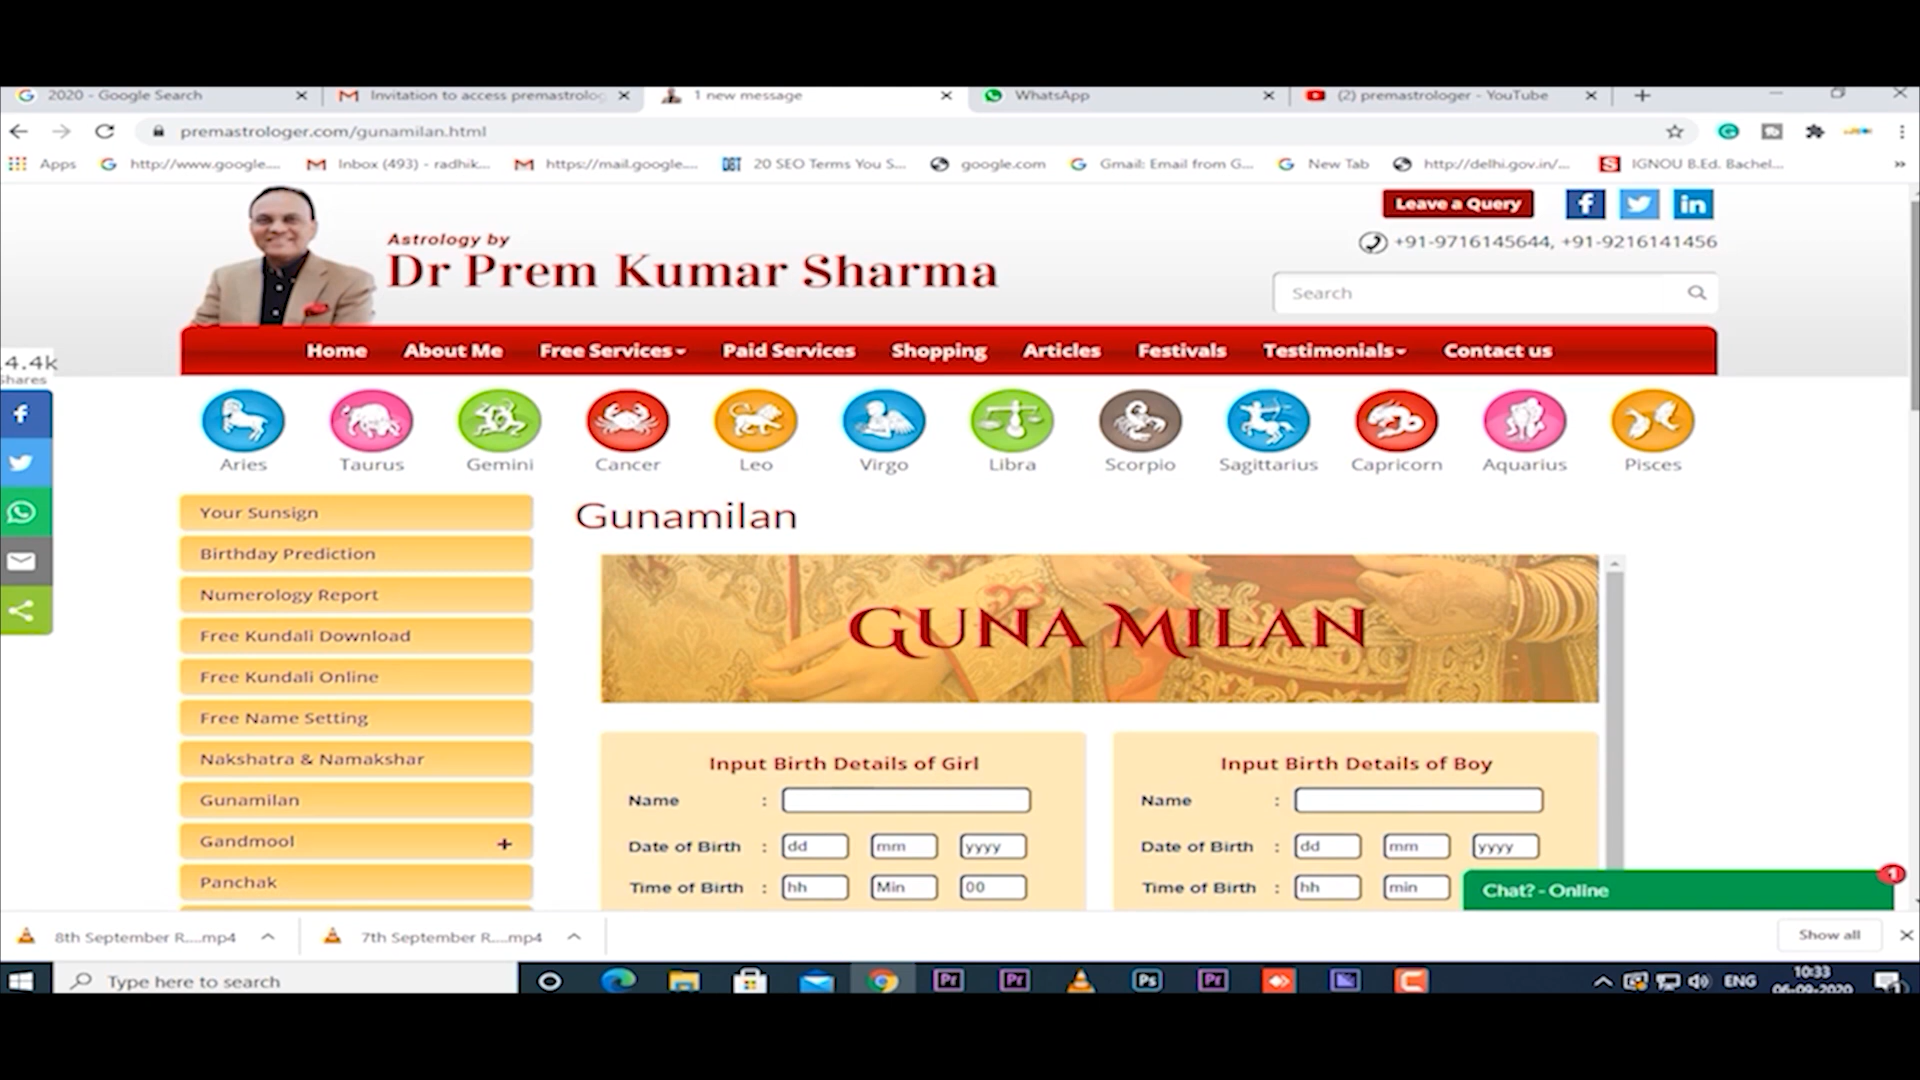 2020 - Google Search
Invitation to access premastrolog
1 new message
WhatsApp
(2) premastrologer - YouTube
premastrologer.com/gunamilan.html
Apps
http://www.google....
Inbox (493) - radhik...
https://mail.google....
20 SEO Terms You S...
google.com
Gmail: Email from G...
New Tab
http://delhi.gov.in/...
IGNOU B.Ed. Bachel...
Leave a Query
Astrology by
Dr Prem Kumar Sharma
+91-9716145644, +91-9216141456
Search
Home About Me Free Services Paid Services Shopping Articles Festivals Testimonials Contact us
4.4k
Shares
Aries Taurus Gemini Cancer Leo Virgo Libra Scorpio Sagittarius Capricorn Aquarius Pisces
Your Sunsign
Birthday Prediction
Numerology Report
Free Kundali Download
Free Kundali Online
Free Name Setting
Nakshatra & Namakshar
Gunamilan
Gandmool +
Panchak
Gunamilan
GUNA MILAN
Input Birth Details of Girl
Name :
Date of Birth : dd mm yyyy
Time of Birth : hh Min 00
Input Birth Details of Boy
Name :
Date of Birth : dd mm yyyy
Time of Birth : hh min
Chat? - Online
1
8th September R....mp4
7th September R....mp4
Show all
Type here to search
Pr Pr Ps Pr
ENG
10:33
06-09-2020
1